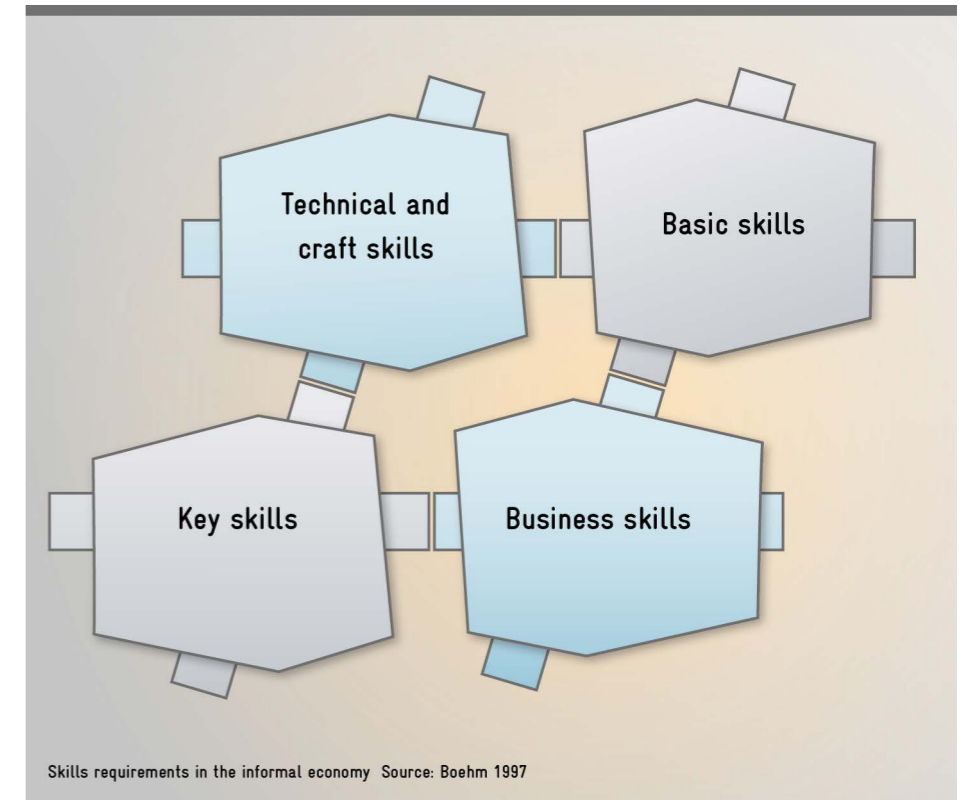 Technical and
craft skills
Basic skills
Key skills
Business skills
Skills requirements in the informal economy Source: Boehm 1997